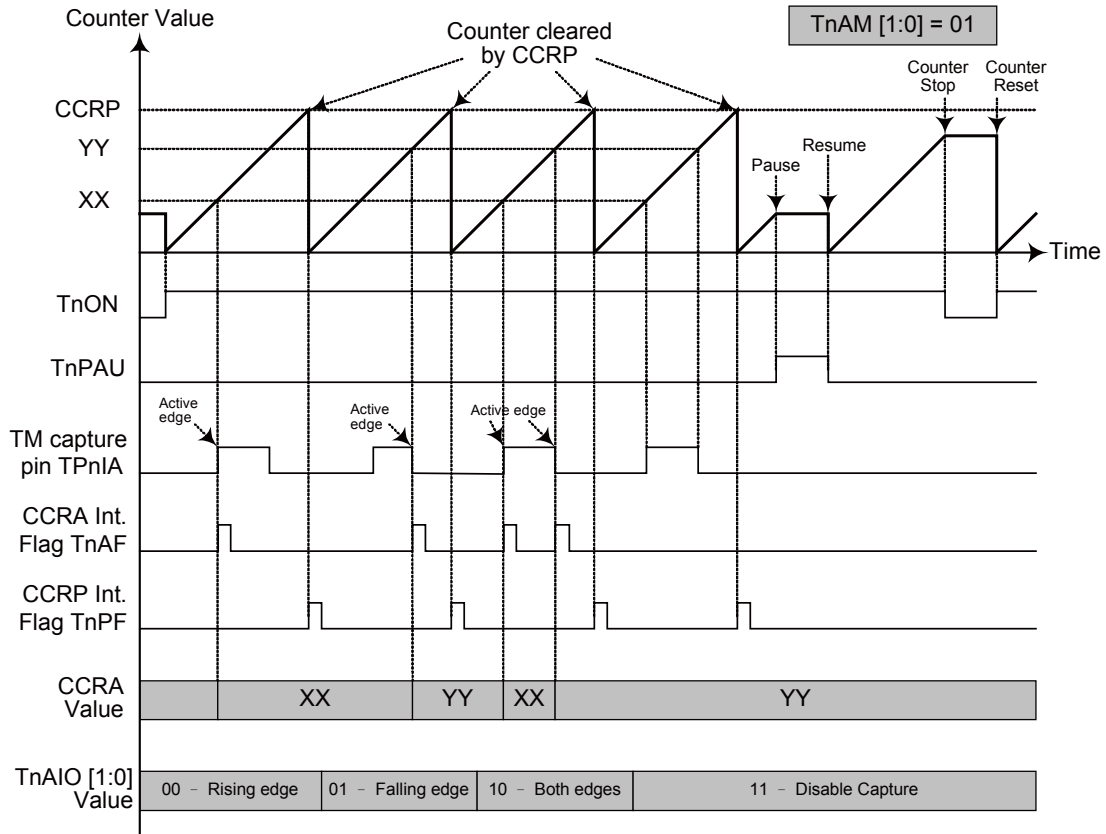 Counter Value
TnAM [1:0] = 01
Counter cleared
by CCRP
Counter
Stop
Counter
Reset
CCRP
YY
XX
Pause
Resume
Time
TnON
TnPAU
Active
edge
Active
edge
Active edge
TM capture
pin TPnIA
CCRA Int.
Flag TnAF
CCRP Int.
Flag TnPF
CCRA
Value
XX
YY
XX
YY
TnAIO [1:0]
Value
00 – Rising edge
01 – Falling edge
10 – Both edges
11 – Disable Capture